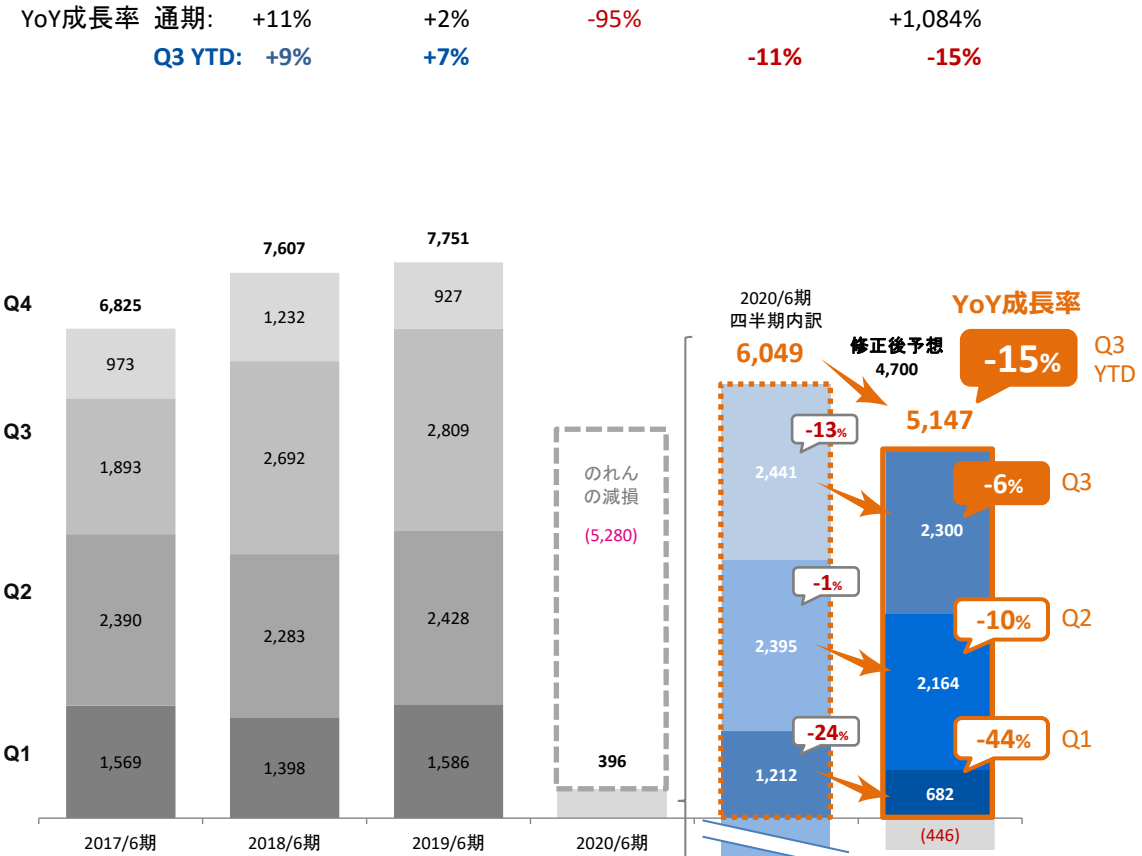 YoY成長率 通期: +11% +2% -95% +1,084%
Q3 YTD: +9% +7% -11% -15%
7,607
7,751
Q4
6,825
1,232
927
973
2020/6期
四半期内訳
6,049
修正後予想
4,700
YoY成長率
-15%
Q3
YTD
5,147
Q3
1,893
2,692
2,809
のれん
の減損
(5,280)
-13%
2,441
-6%
Q3
2,300
Q2
2,390
2,283
2,428
-1%
2,395
-10%
Q2
2,164
Q1
1,569
1,398
1,586
396
-24%
1,212
-44%
Q1
682
(446)
2017/6期
2018/6期
2019/6期
2020/6期